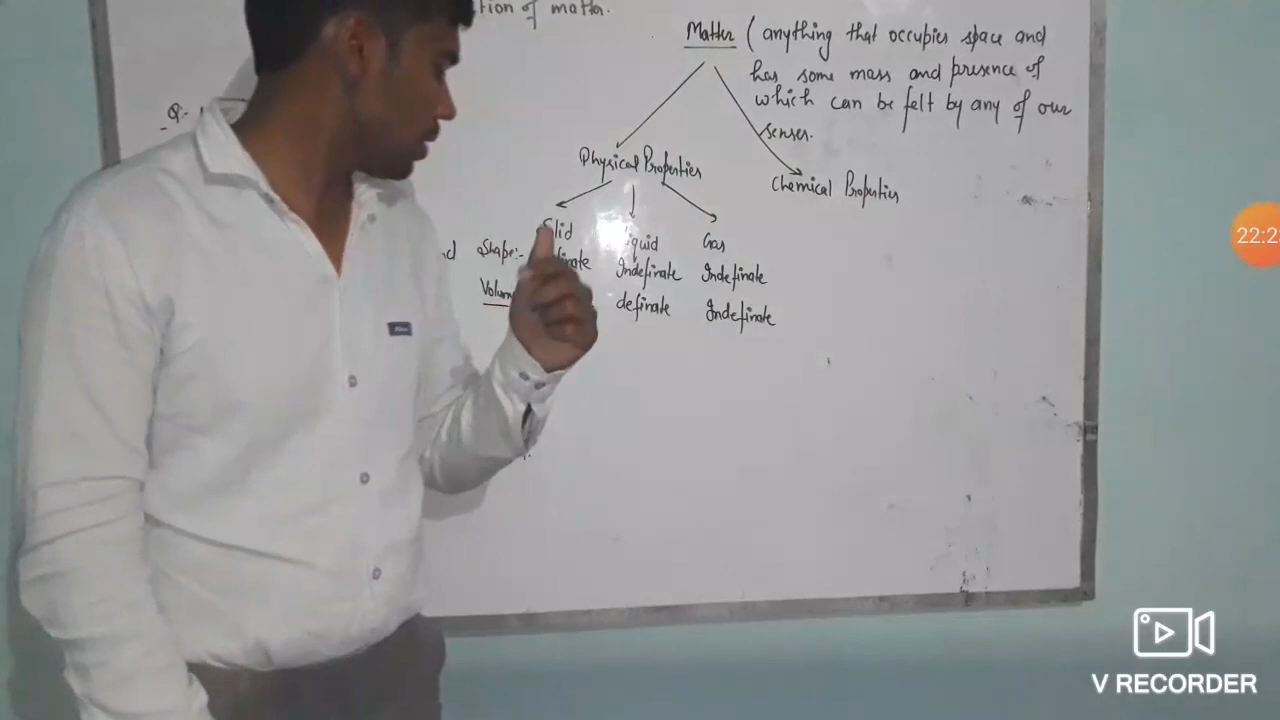 tion of matter.
Matter (anything that occupies space and
has some mass and presence of
which can be felt by any of our
senses.
Q:-
Physical Properties
Chemical Properties
Solid Liquid Gas
Shape:- Indefinate Indefinate
Volum definate Indefinate
22:2
V RECORDER